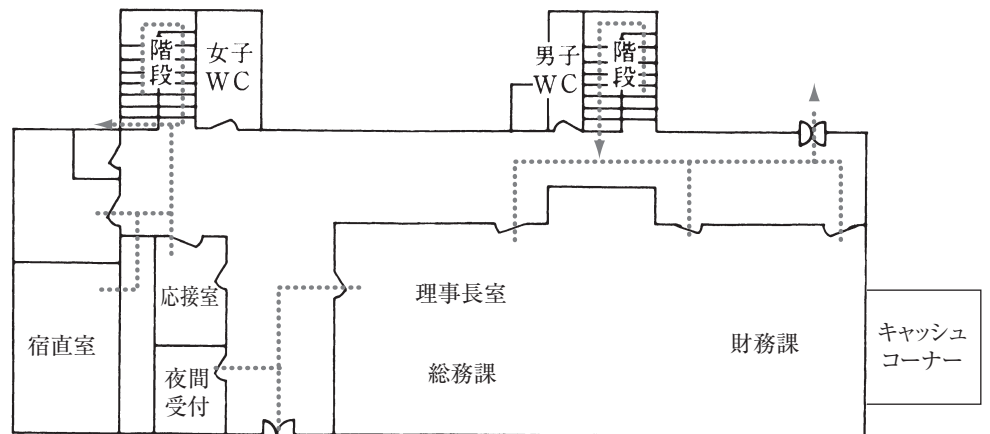 階段
女子
WC
男子
WC
階段
応接室
宿直室
夜間
受付
理事長室
総務課
財務課
キャッシュ
コーナー